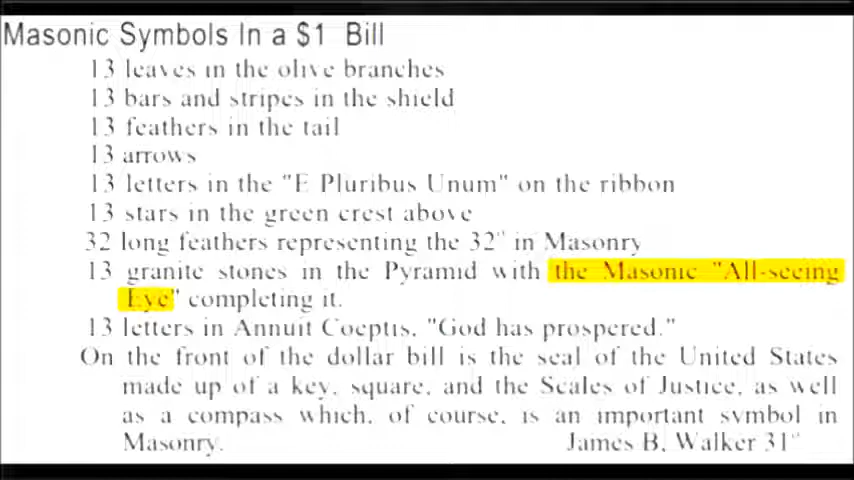 Masonic Symbols In a $1 Bill
13 leaves in the olive branches
13 bars and stripes in the shield
13 feathers in the tail
13 arrows
13 letters in the "E Pluribus Unum" on the ribbon
13 stars in the green crest above
32 long feathers representing the 32° in Masonry
13 granite stones in the Pyramid with the Masonic "All-seeing
Eye" completing it.
13 letters in Annuit Coeptis, "God has prospered."
On the front of the dollar bill is the seal of the United States
made up of a key, square, and the Scales of Justice, as well
as a compass which, of course, is an important symbol in
Masonry. James B. Walker 31°